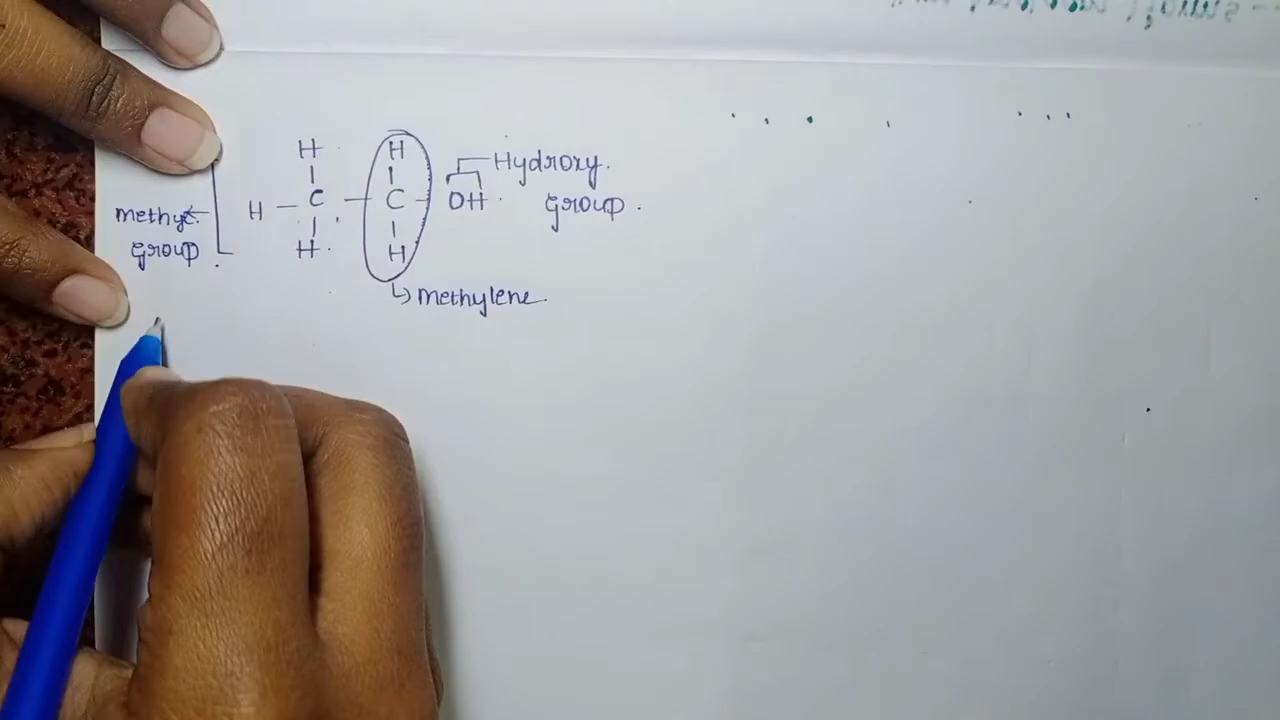 H H Hydroxy.
methyl group H - C - C - OH. Group.
H H
↳ methylene.